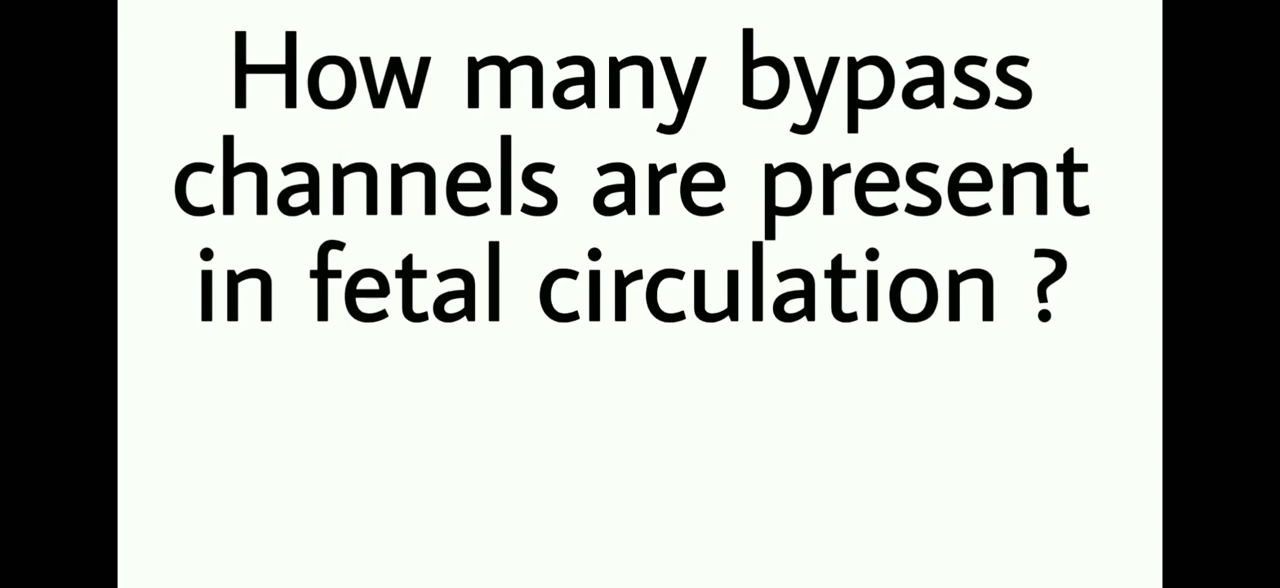 How many bypass
channels are present
in fetal circulation ?